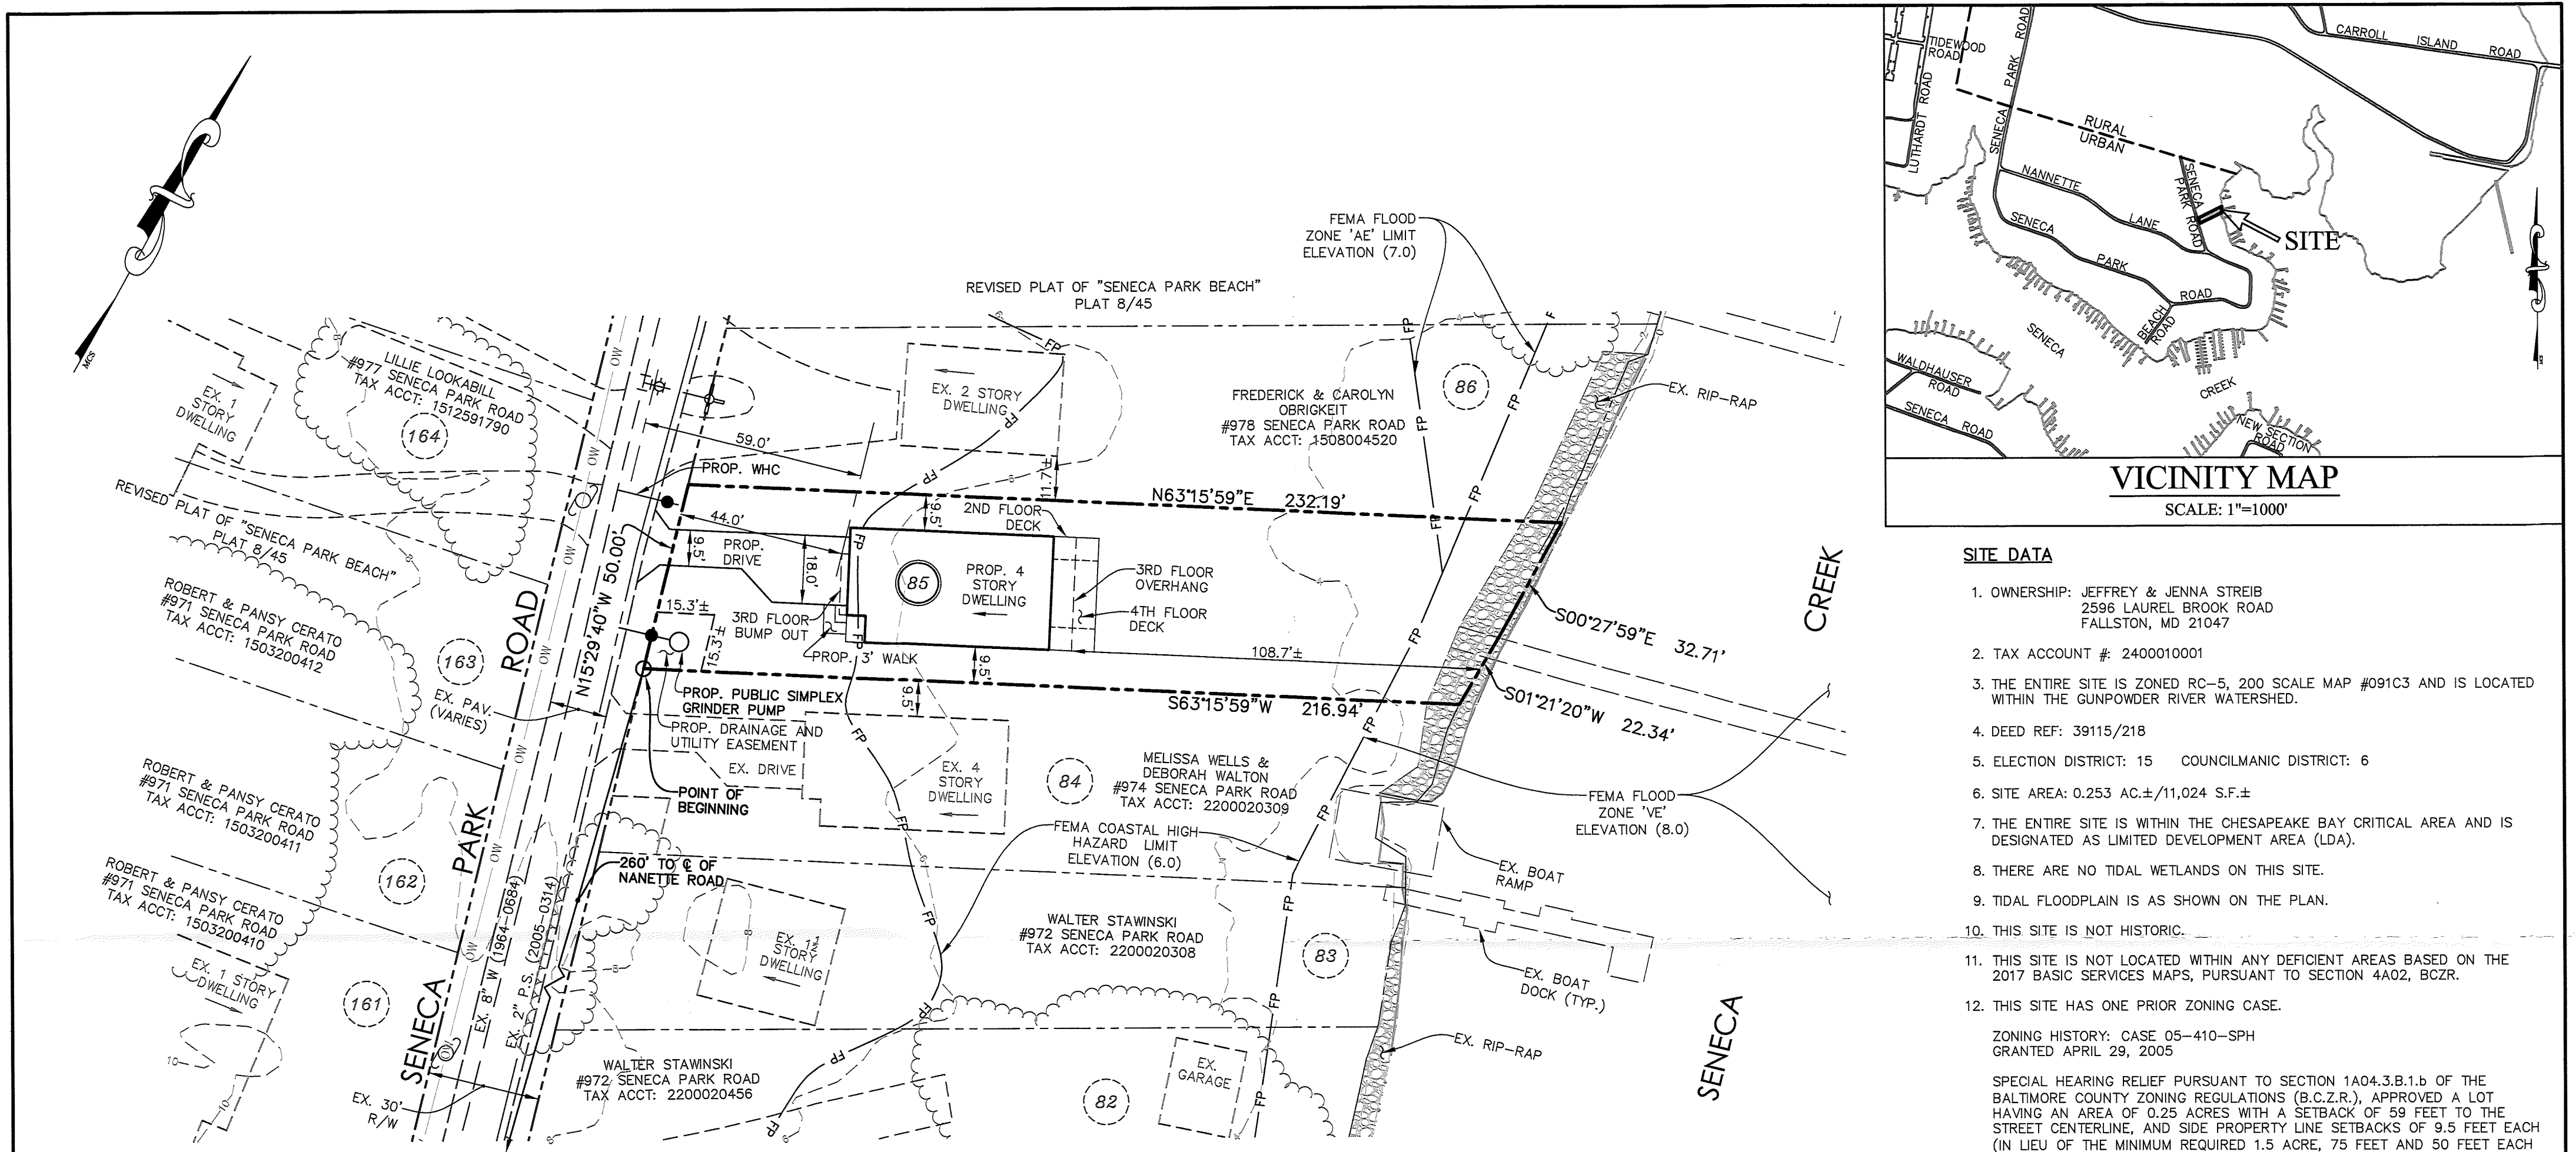 MCS
REVISED PLAT OF "SENECA PARK BEACH"
PLAT 8/45
FEMA FLOOD
ZONE 'AE' LIMIT
ELEVATION (7.0)
LILLIE LOOKABILL
#977 SENECA PARK ROAD
TAX ACCT: 1512591790
164
EX. 1
STORY
DWELLING
REVISED PLAT OF "SENECA PARK BEACH"
PLAT 8/45
ROBERT & PANSY CERATO
#971 SENECA PARK ROAD
TAX ACCT: 1503200412
163
EX. PAV.
(VARIES)
ROBERT & PANSY CERATO
#971 SENECA PARK ROAD
TAX ACCT: 1503200411
162
ROBERT & PANSY CERATO
#971 SENECA PARK ROAD
TAX ACCT: 1503200410
161
EX. 1 STORY
DWELLING
EX. 30'
R/W
SENECA PARK ROAD
EX. 8" W (1964-0684)
EX. 2" P.S. (2005-0314)
OW
N15°29'40"W 50.00'
EX. 2 STORY
DWELLING
FREDERICK & CAROLYN
OBRIGKEIT
#978 SENECA PARK ROAD
TAX ACCT: 1508004520
86
EX. RIP-RAP
59.0'
PROP. WHC
11.7'±
N63°15'59"E 232.19'
44.0'
9.5'
2ND FLOOR
DECK
9.5'
PROP.
DRIVE
18.0'
85
PROP. 4
STORY
DWELLING
3RD FLOOR
OVERHANG
4TH FLOOR
DECK
15.3'±
15.3'±
3RD FLOOR
BUMP OUT
PROP. 3' WALK
9.5'
108.7'±
S00°27'59"E 32.71'
S01°21'20"W 22.34'
S63°15'59"W 216.94'
9.5'
PROP. PUBLIC SIMPLEX
GRINDER PUMP
PROP. DRAINAGE AND
UTILITY EASEMENT
EX. DRIVE
POINT OF
BEGINNING
EX. 4
STORY
DWELLING
84
MELISSA WELLS &
DEBORAH WALTON
#974 SENECA PARK ROAD
TAX ACCT: 2200020309
FEMA FLOOD
ZONE 'VE'
ELEVATION (8.0)
FEMA COASTAL HIGH
HAZARD LIMIT
ELEVATION (6.0)
260' TO ℄ OF
NANETTE ROAD
EX. BOAT
RAMP
EX. 1½
STORY
DWELLING
WALTER STAWINSKI
#972 SENECA PARK ROAD
TAX ACCT: 2200020308
83
EX. BOAT
DOCK (TYP.)
EX. RIP-RAP
WALTER STAWINSKI
#972 SENECA PARK ROAD
TAX ACCT: 2200020456
EX.
GARAGE
82
FP
SENECA CREEK
TIDEWOOD
ROAD
LUTHARDT ROAD
SENECA PARK ROAD
CARROLL ISLAND ROAD
RURAL
URBAN
NANNETTE LANE
SENECA
PARK ROAD
SENECA PARK ROAD
SITE
BEACH
ROAD
SENECA
CREEK
WALDHAUSER
ROAD
SENECA ROAD
NEW SECTION
ROAD
VICINITY MAP
SCALE: 1"=1000'
SITE DATA
1. OWNERSHIP: JEFFREY & JENNA STREIB
2596 LAUREL BROOK ROAD
FALLSTON, MD 21047
2. TAX ACCOUNT #: 2400010001
3. THE ENTIRE SITE IS ZONED RC-5, 200 SCALE MAP #091C3 AND IS LOCATED
WITHIN THE GUNPOWDER RIVER WATERSHED.
4. DEED REF: 39115/218
5. ELECTION DISTRICT: 15 COUNCILMANIC DISTRICT: 6
6. SITE AREA: 0.253 AC.±/11,024 S.F.±
7. THE ENTIRE SITE IS WITHIN THE CHESAPEAKE BAY CRITICAL AREA AND IS
DESIGNATED AS LIMITED DEVELOPMENT AREA (LDA).
8. THERE ARE NO TIDAL WETLANDS ON THIS SITE.
9. TIDAL FLOODPLAIN IS AS SHOWN ON THE PLAN.
10. THIS SITE IS NOT HISTORIC.
11. THIS SITE IS NOT LOCATED WITHIN ANY DEFICIENT AREAS BASED ON THE
2017 BASIC SERVICES MAPS, PURSUANT TO SECTION 4A02, BCZR.
12. THIS SITE HAS ONE PRIOR ZONING CASE.
ZONING HISTORY: CASE 05-410-SPH
GRANTED APRIL 29, 2005
SPECIAL HEARING RELIEF PURSUANT TO SECTION 1A04.3.B.1.b OF THE
BALTIMORE COUNTY ZONING REGULATIONS (B.C.Z.R.), APPROVED A LOT
HAVING AN AREA OF 0.25 ACRES WITH A SETBACK OF 59 FEET TO THE
STREET CENTERLINE, AND SIDE PROPERTY LINE SETBACKS OF 9.5 FEET EACH
(IN LIEU OF THE MINIMUM REQUIRED 1.5 ACRE, 75 FEET AND 50 FEET EACH